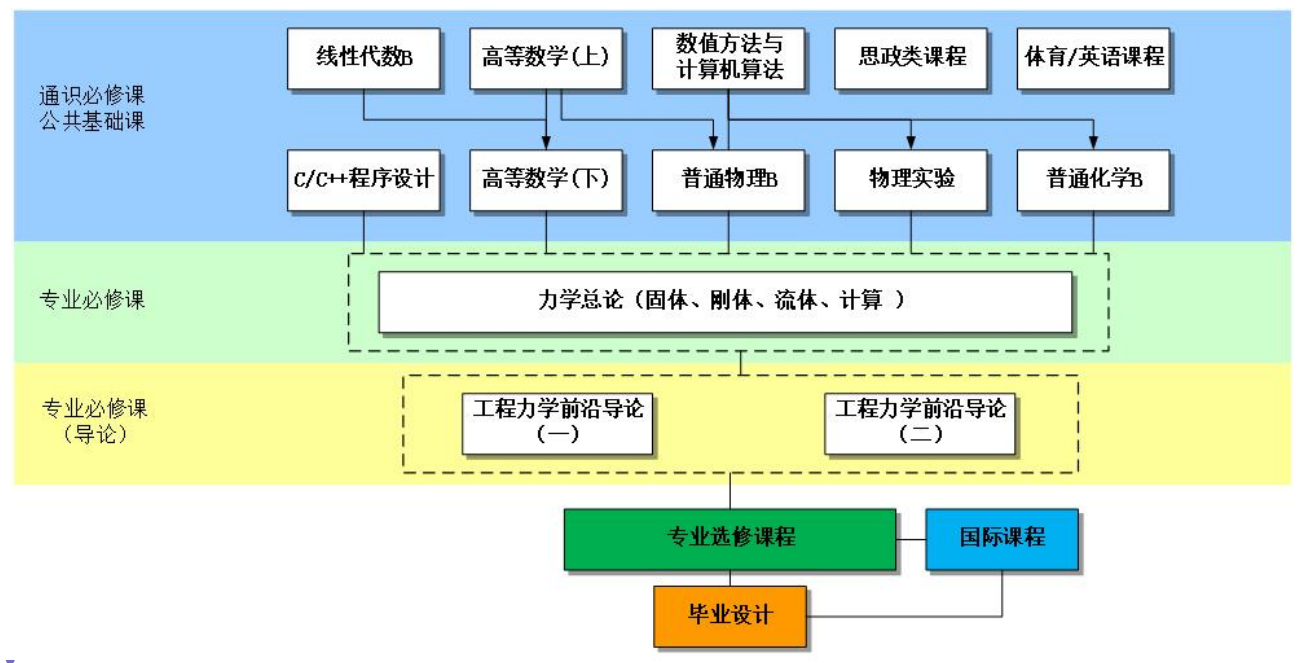 通识必修课
公共基础课
线性代数B
高等数学(上)
数值方法与
计算机算法
思政类课程
体育/英语课程
C/C++程序设计
高等数学(下)
普通物理B
物理实验
普通化学B
专业必修课
力学总论（固体、刚体、流体、计算 ）
专业必修课
（导论）
工程力学前沿导论
(一)
工程力学前沿导论
(二)
专业选修课程
国际课程
毕业设计